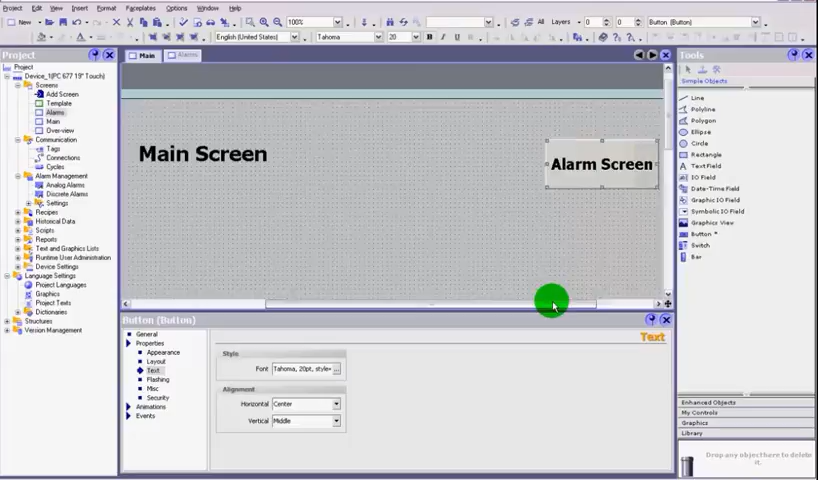 Project Edit View Insert Format Faceplates Options Window Help
New 100% Layers 0 0 Button (Button)
English (United States) Tahoma 20 B I U
Project
Project
Device_1(PC 677 19" Touch)
Screens
Add Screen
Template
Alarms
Main
Over-view
Communication
Tags
Connections
Cycles
Alarm Management
Analog Alarms
Discrete Alarms
Settings
Recipes
Historical Data
Scripts
Reports
Text and Graphics Lists
Runtime User Administration
Device Settings
Language Settings
Project Languages
Graphics
Project Texts
Dictionaries
Structures
Version Management
Main Alarms
Main Screen
Alarm Screen
Button (Button)
General
Properties
Appearance
Layout
Text
Flashing
Misc
Security
Animations
Events
Text
Style
Font Tahoma, 20pt, style= ...
Alignment
Horizontal Center
Vertical Middle
Tools
Simple Objects
Line
Polyline
Polygon
Ellipse
Circle
Rectangle
Text Field
IO Field
Date-Time Field
Graphic IO Field
Symbolic IO Field
Graphics View
Button
Switch
Bar
Enhanced Objects
My Controls
Graphics
Library
Drop any object here to delete it.